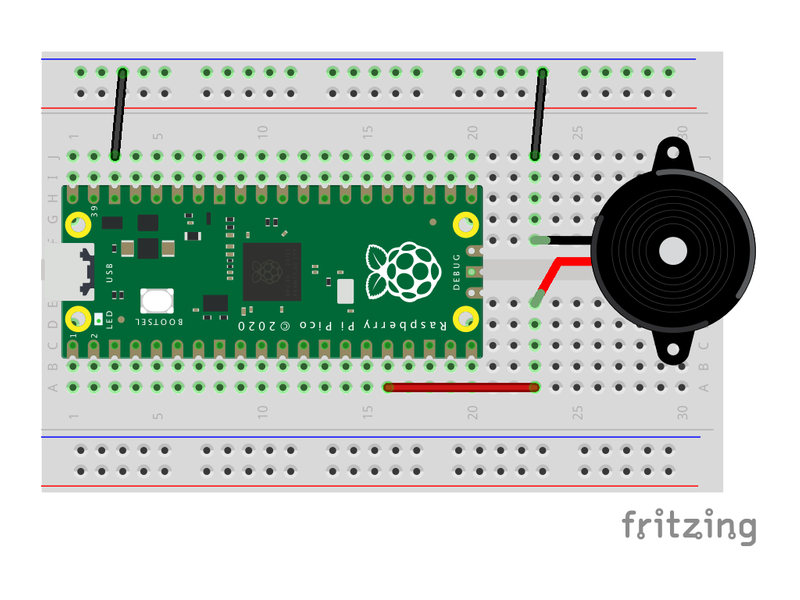 1 5 10 15 20 25 30
J J
I
H
G
F
39
USB
DEBUG
BOOTSEL
LED
Raspberry Pi Pico ©2020
1 2
E
D
C C
B B
A A
1 5 10 15 20 25 30
fritzing